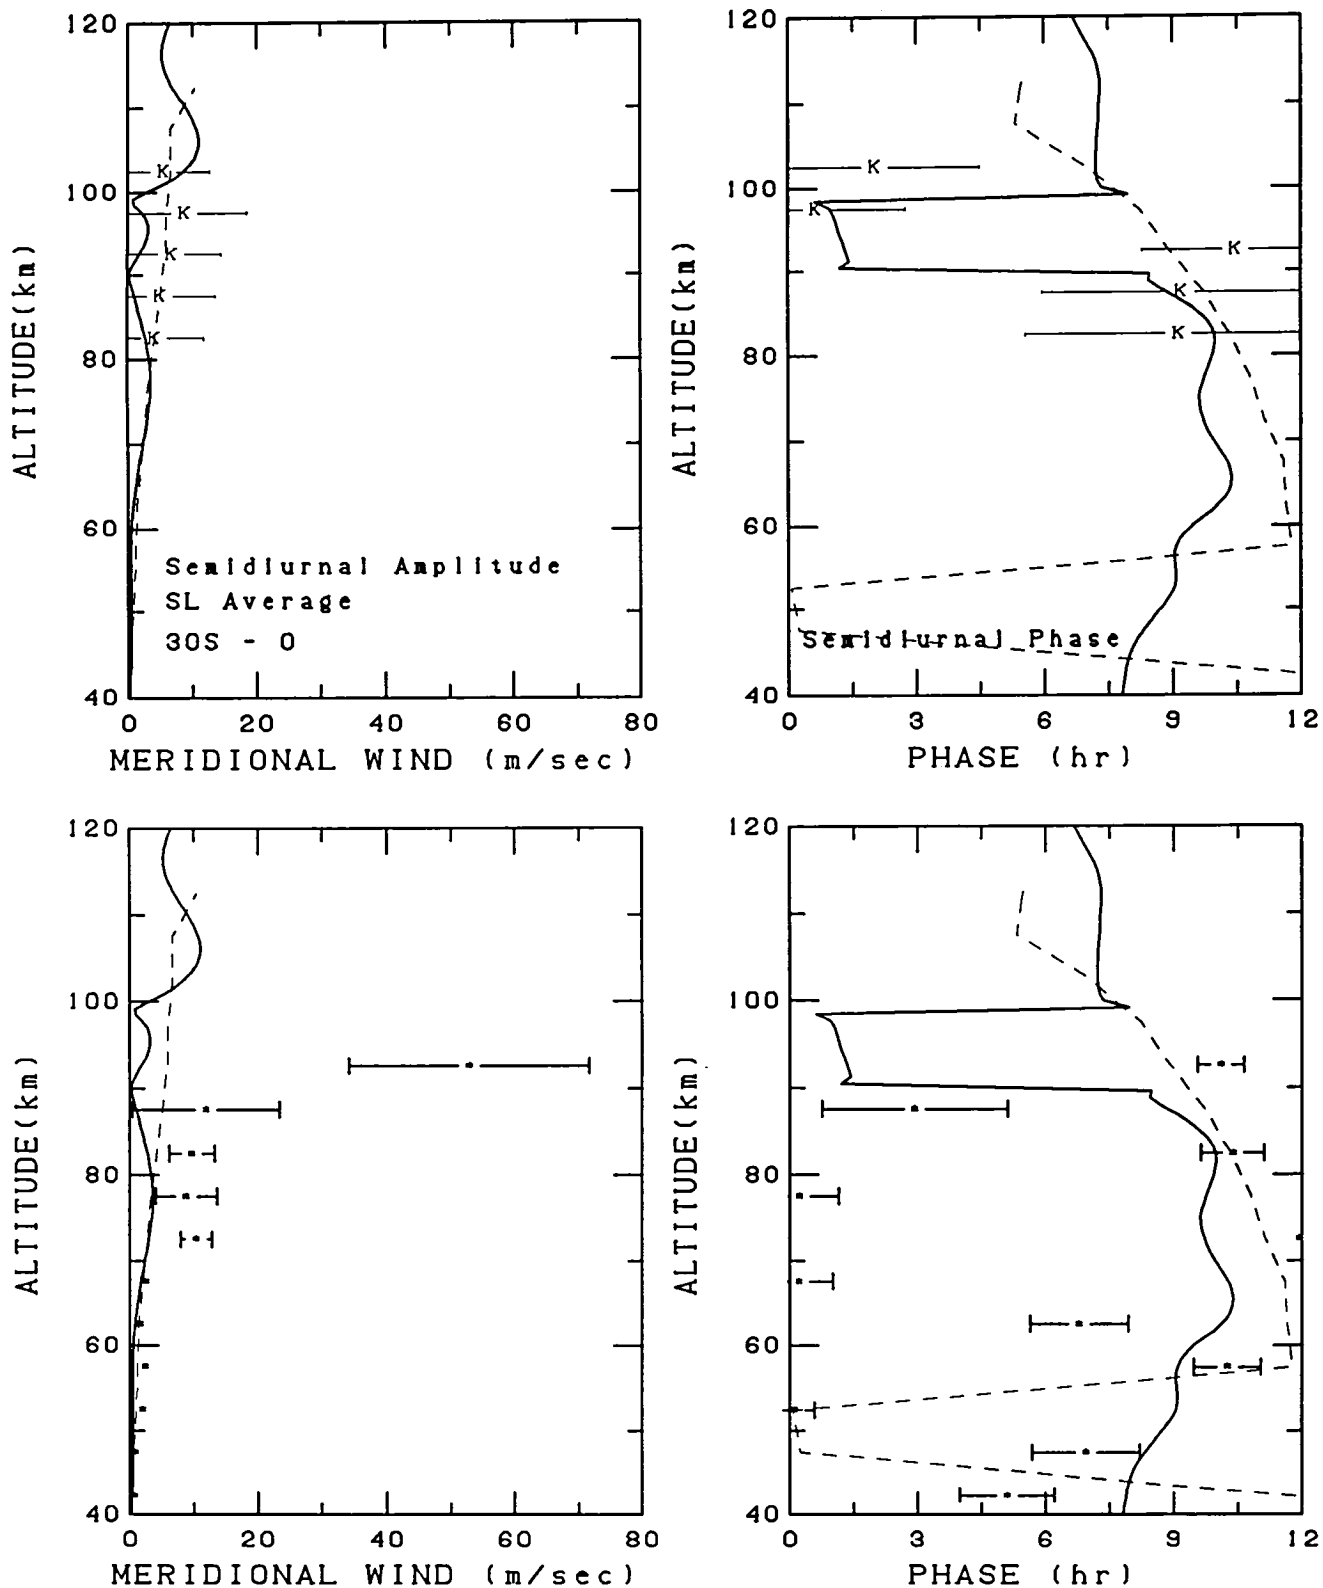 120
100
80
60
40
ALTITUDE(km)
K
K
K
K
K
Semidiurnal Amplitude
SL Average
30S - 0
0 20 40 60 80
MERIDIONAL WIND (m/sec)
120
100
80
60
40
ALTITUDE(km)
K
K
K
K
K
Semidiurnal Phase
0 3 6 9 12
PHASE (hr)
120
100
80
60
40
ALTITUDE(km)
0 20 40 60 80
MERIDIONAL WIND (m/sec)
120
100
80
60
40
ALTITUDE(km)
0 3 6 9 12
PHASE (hr)